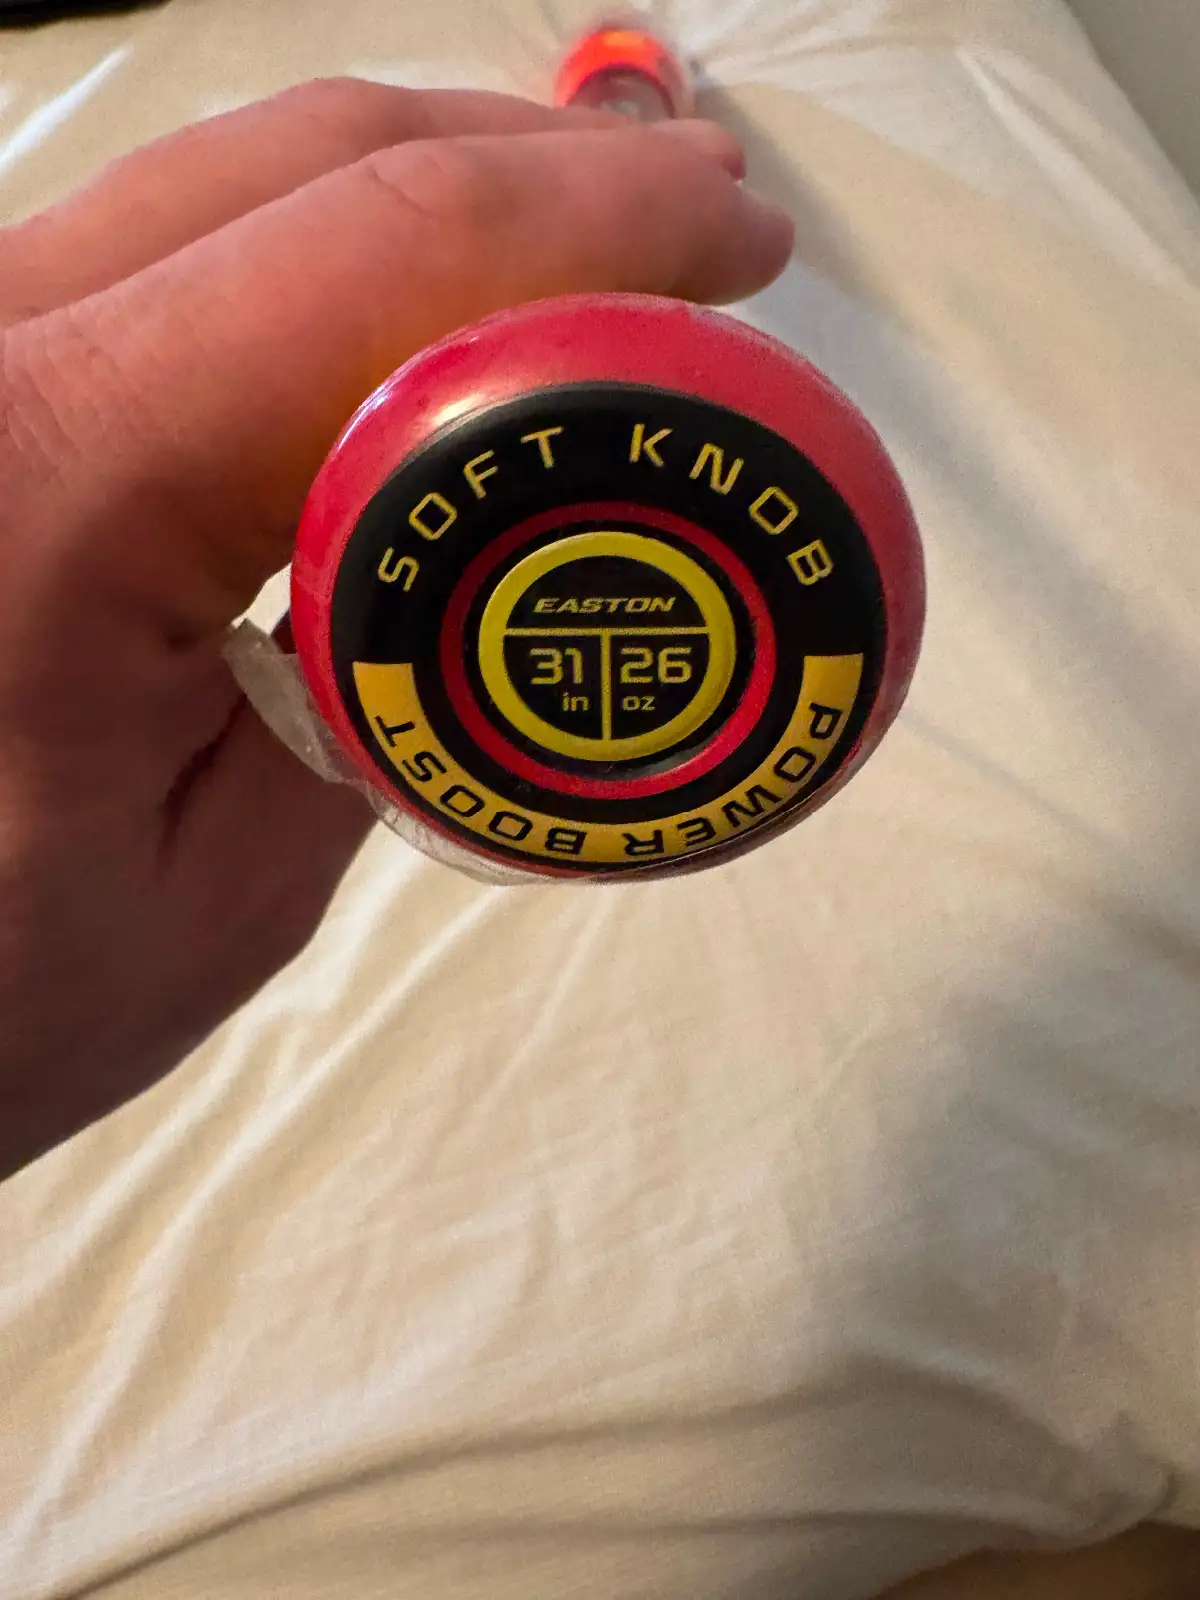 SOFT KNOB
EASTON
31 26
in oz
POWER BOOST